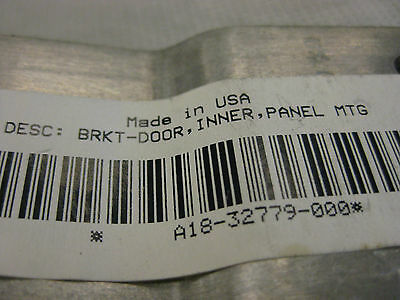 Made in USA
DESC: BRKT-DOOR,INNER,PANEL MTG
* A18-32779-000*